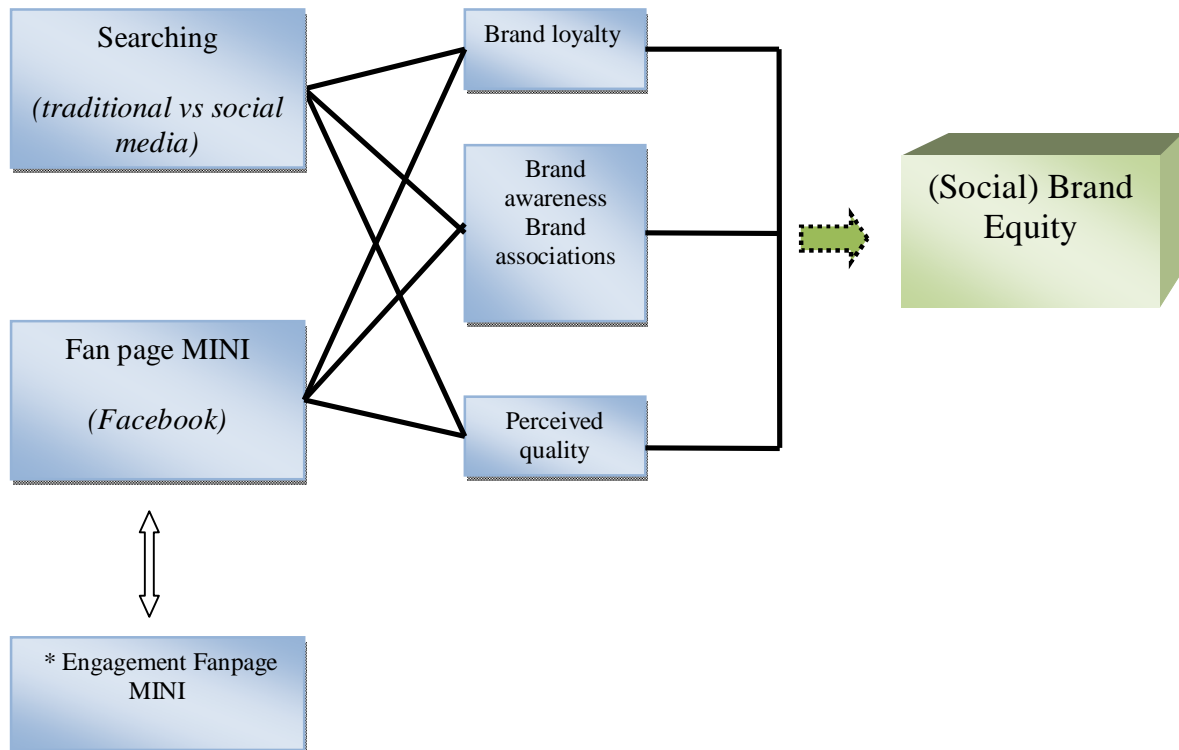 Searching
(traditional vs social
media)
Fan page MINI
(Facebook)
* Engagement Fanpage
MINI
Brand loyalty
Brand
awareness
Brand
associations
Perceived
quality
(Social) Brand
Equity